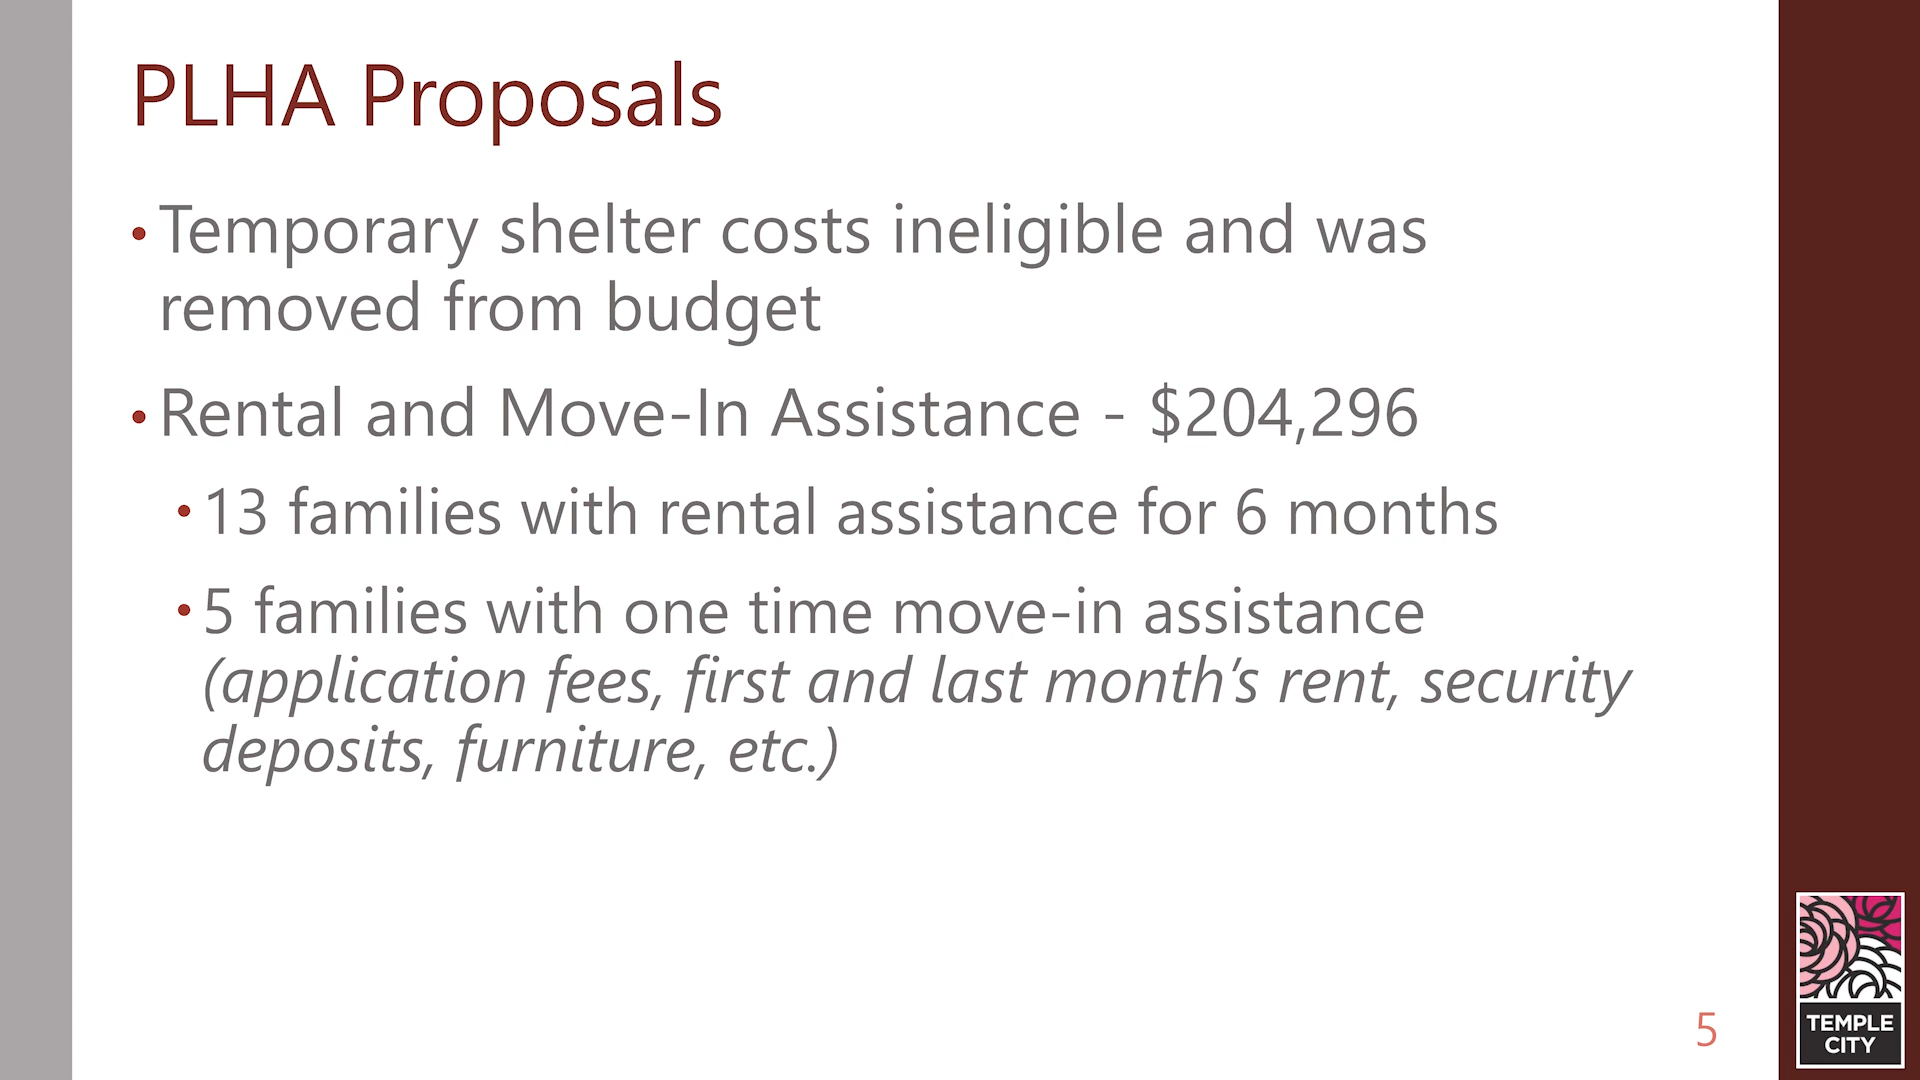 PLHA Proposals
• Temporary shelter costs ineligible and was
removed from budget
• Rental and Move-In Assistance - $204,296
• 13 families with rental assistance for 6 months
• 5 families with one time move-in assistance
(application fees, first and last month’s rent, security
deposits, furniture, etc.)
5
TEMPLE
CITY